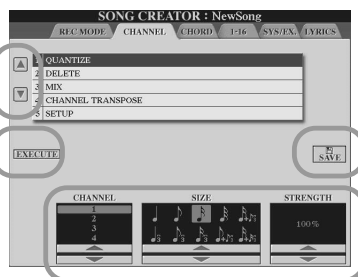 SONG CREATOR : NewSong
REC MODE CHANNEL CHORD 1-16 SYS/EX. LYRICS
1 QUANTIZE
2 DELETE
3 MIX
4 CHANNEL TRANSPOSE
5 SETUP
EXECUTE
SAVE
CHANNEL SIZE STRENGTH
1
2
3
4
100%